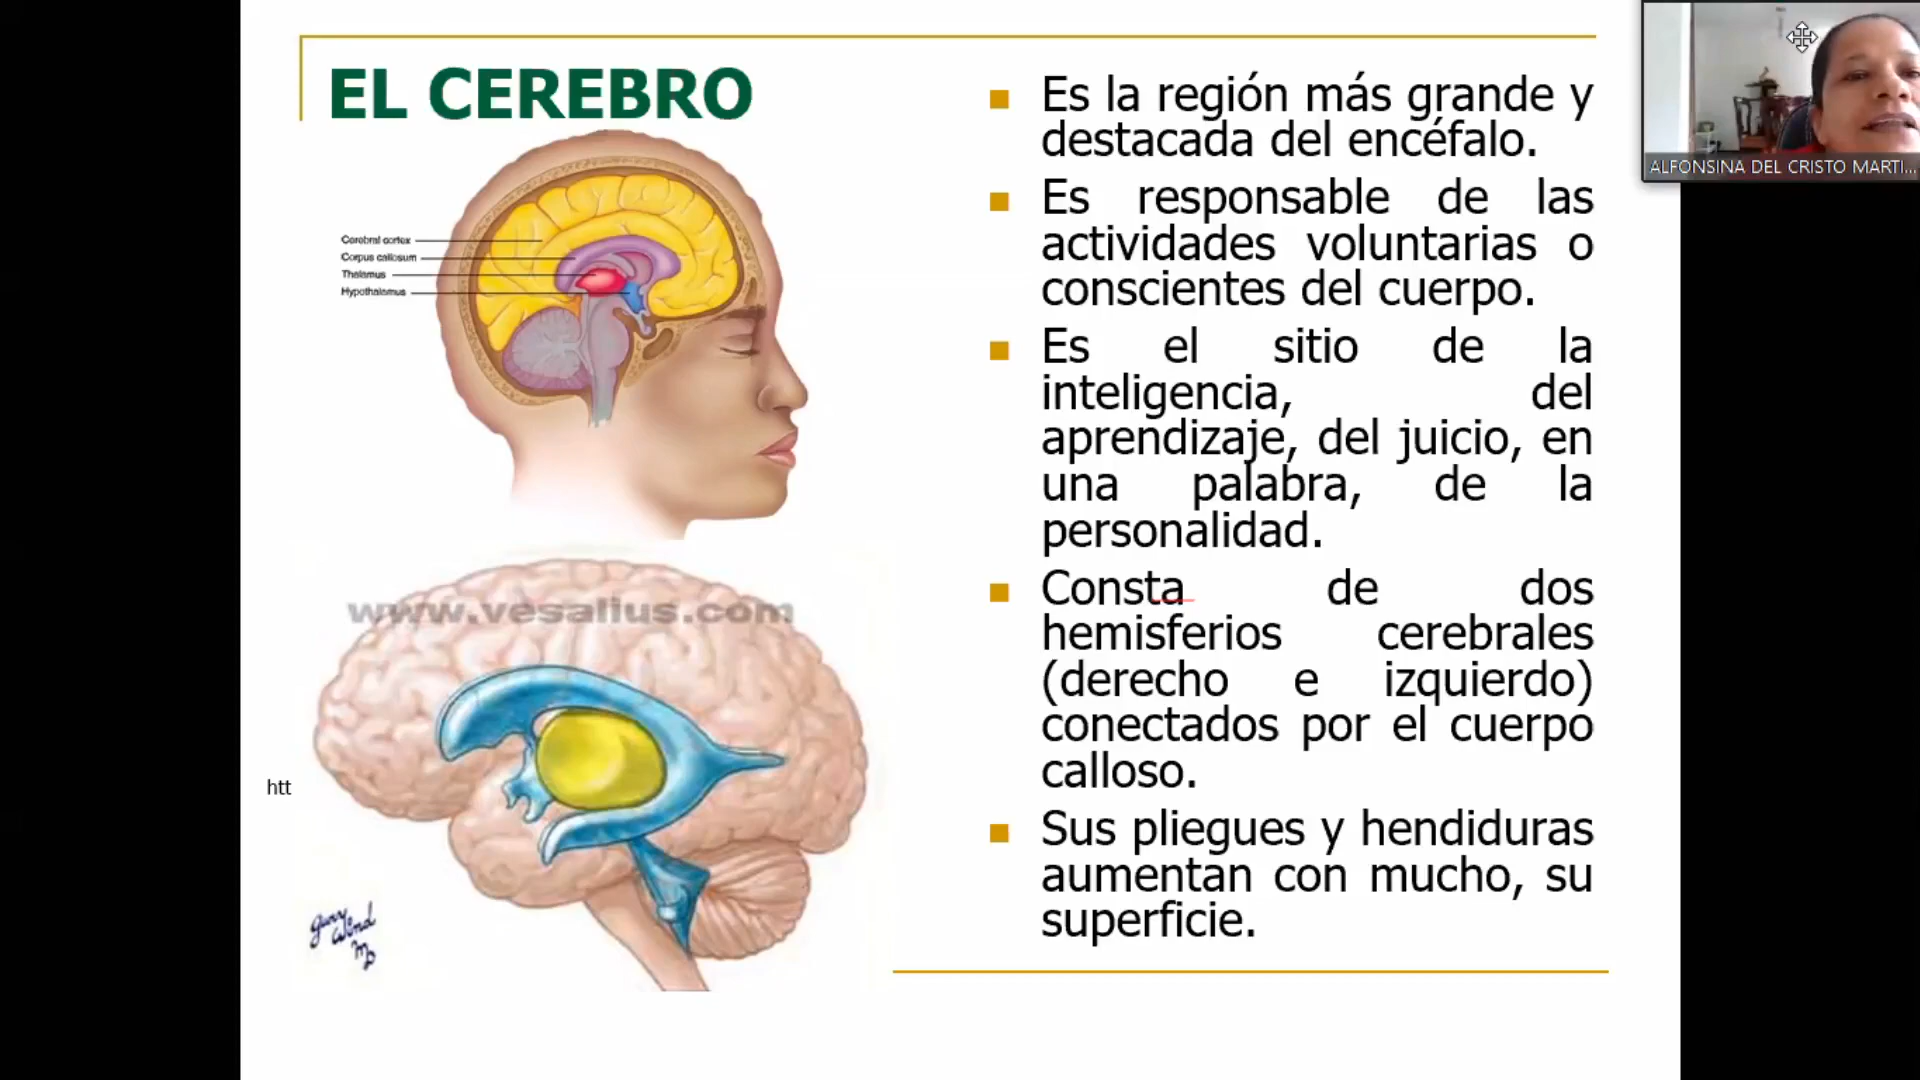 EL CEREBRO
Cerebral cortex
Corpus callosum
Thalamus
Hypothalamus
www.vesalius.com
htt
Gary
Wind
MD
Es la región más grande y
destacada del encéfalo.
Es responsable de las
actividades voluntarias o
conscientes del cuerpo.
Es el sitio de la
inteligencia, del
aprendizaje, del juicio, en
una palabra, de la
personalidad.
Consta de dos
hemisferios cerebrales
(derecho e izquierdo)
conectados por el cuerpo
calloso.
Sus pliegues y hendiduras
aumentan con mucho, su
superficie.
ALFONSINA DEL CRISTO MARTI...